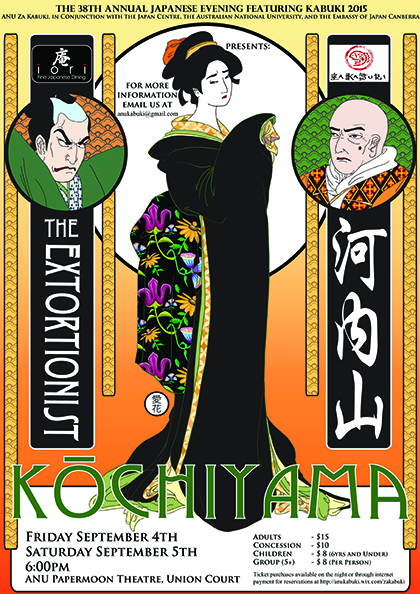 THE 38TH ANNUAL JAPANESE EVENING FEATURING KABUKI 2015
ANU ZA KABUKI, IN CONJUNCTION WITH THE JAPAN CENTRE, THE AUSTRALIAN NATIONAL UNIVERSITY, AND THE EMBASSY OF JAPAN CANBERRA
庵
iori
Fine Japanese Dining
PRESENTS:
FOR MORE
INFORMATION
EMAIL US AT
anukabuki@gmail.com
THE EXTORTIONIST
河内山
愛花
KŌCHIYAMA
FRIDAY SEPTEMBER 4TH
SATURDAY SEPTEMBER 5TH
6:00PM
ANU PAPERMOON THEATRE, UNION COURT
ADULTS - $15
CONCESSION - $10
CHILDREN - $ 8 (6YRS AND UNDER)
GROUP (5+) - $ 8 (PER PERSON)
Ticket purchases available on the night or through internet
payment for reservations at http://anukabuki.wix.com/zakabuki